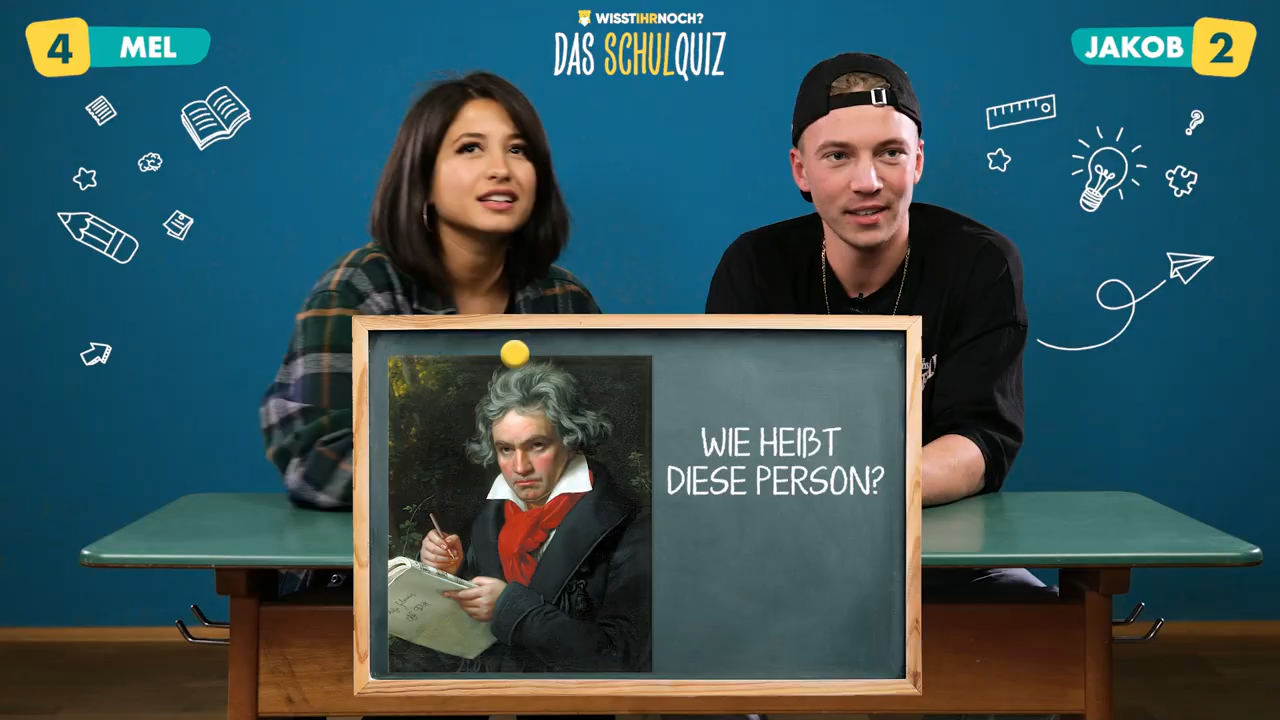 4 MEL
WISSTIHRNOCH?
DAS SCHULQUIZ
JAKOB 2
WIE HEIßT
DIESE PERSON?